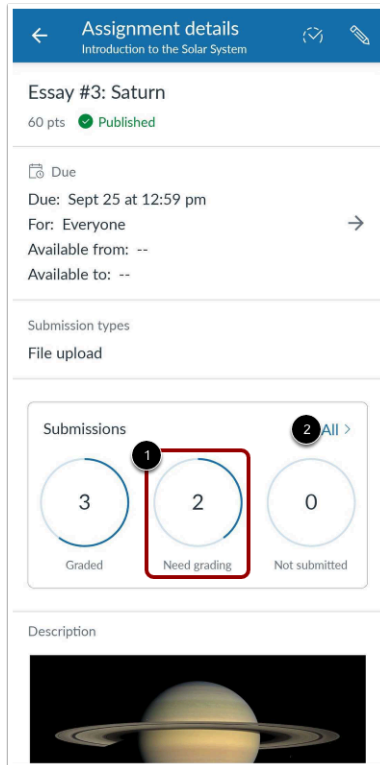 Assignment details
Introduction to the Solar System
Essay #3: Saturn
60 pts Published
Due
Due: Sept 25 at 12:59 pm
For: Everyone
Available from: --
Available to: --
Submission types
File upload
Submissions
2 All >
1
3 2 0
Graded Need grading Not submitted
Description